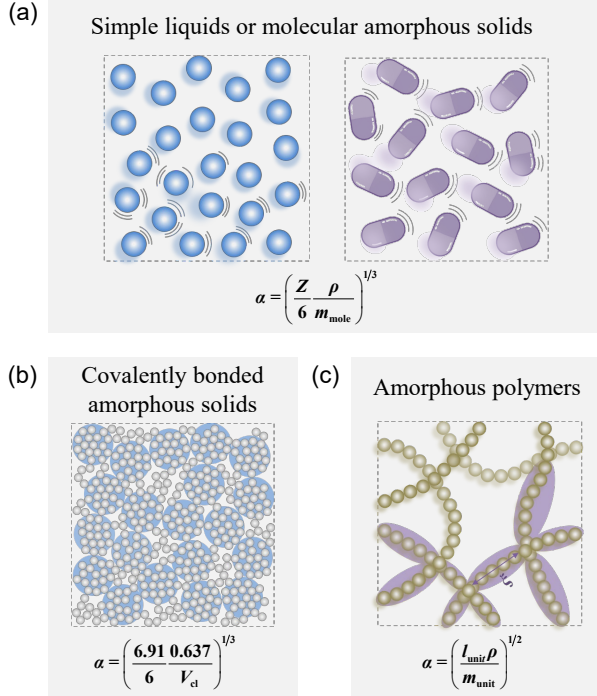 (a)
Simple liquids or molecular amorphous solids
α = (Z/6 ρ/m_mole)^1/3
(b)
Covalently bonded
amorphous solids
α = (6.91/6 0.637/V_cl)^1/3
(c)
Amorphous polymers
ξ
α = (l_unit ρ/m_unit)^1/2